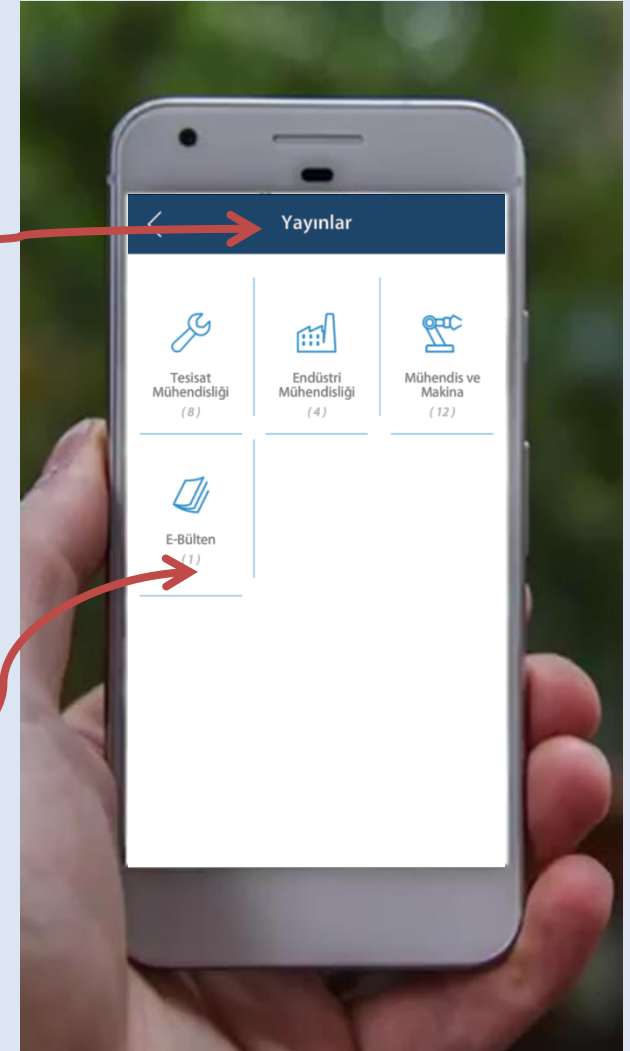 Yayınlar
Tesisat
Mühendisliği
(8)
Endüstri
Mühendisliği
(4)
Mühendis ve
Makina
(12)
E-Bülten
(1)